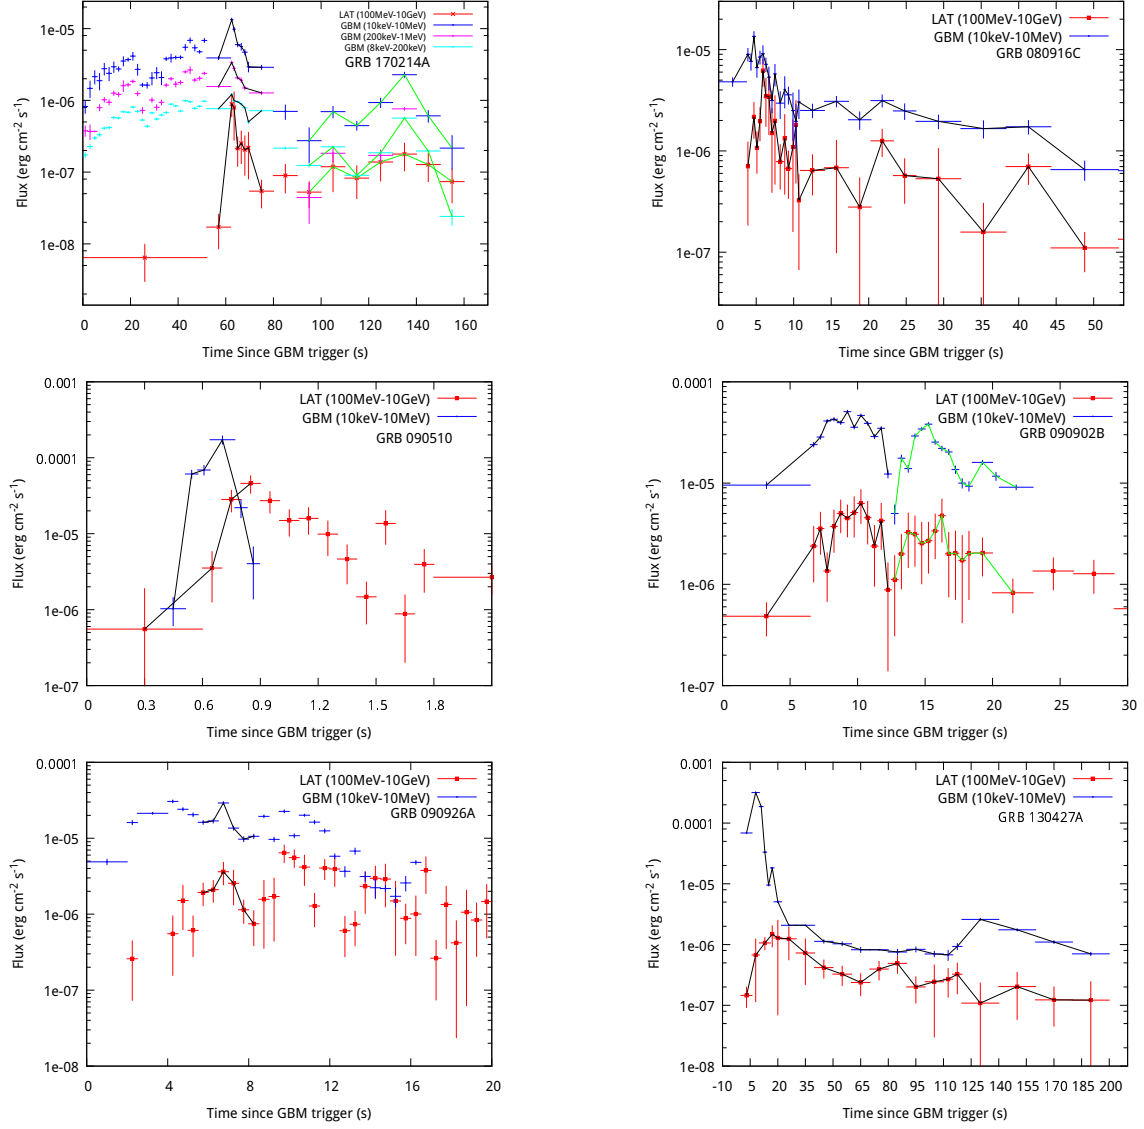 LAT (100MeV-10GeV)
GBM (10keV-10MeV)
GBM (200keV-1MeV)
GBM (8keV-200keV)
GRB 170214A
1e-05
1e-06
1e-07
1e-08
Flux (erg cm-2 s-1)
0 20 40 60 80 100 120 140 160
Time Since GBM trigger (s)
LAT (100MeV-10GeV)
GBM (10keV-1MeV)
GRB 080916C
1e-05
1e-06
1e-07
Flux (erg cm-2 s-1)
0 5 10 15 20 25 30 35 40 45 50
Time since GBM trigger (s)
LAT (100MeV-10GeV)
GBM (10keV-10MeV)
GRB 090510
0.001
0.0001
1e-05
1e-06
1e-07
Flux (erg cm-2 s-1)
0 0.3 0.6 0.9 1.2 1.5 1.8
Time since GBM trigger (s)
LAT (100MeV-10GeV)
GBM (10keV-10MeV)
GRB 090902B
0.0001
1e-05
1e-06
1e-07
Flux (erg cm-2 s-1)
0 5 10 15 20 25 30
Time since GBM trigger (s)
LAT (100MeV-10GeV)
GBM (10keV-10MeV)
GRB 090926A
0.0001
1e-05
1e-06
1e-07
1e-08
Flux (erg cm-2 s-1)
0 4 8 12 16 20
Time since GBM trigger (s)
LAT (100MeV-10GeV)
GBM (10keV-10MeV)
GRB 130427A
0.001
0.0001
1e-05
1e-06
1e-07
1e-08
Flux (erg cm-2 s-1)
-10 5 20 35 50 65 80 95 110 125 140 155 170 185 200
Time since GBM trigger (s)